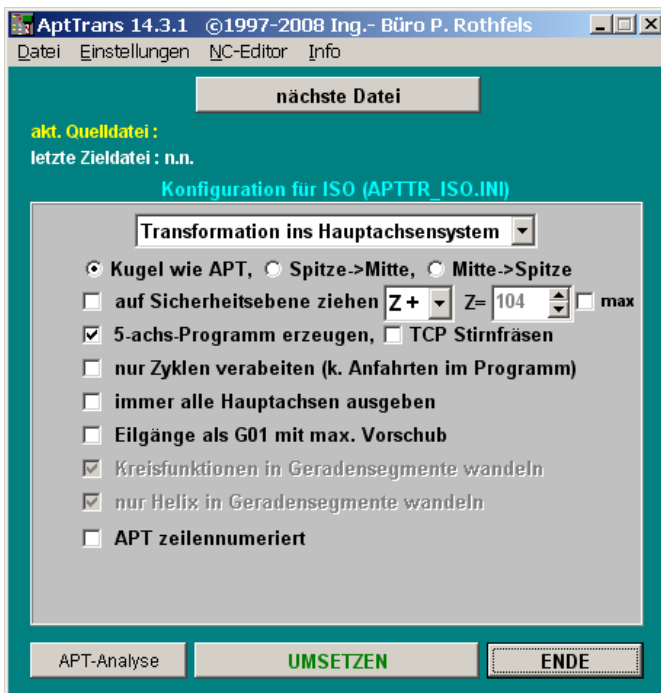 AptTrans 14.3.1 ©1997-2008 Ing.- Büro P. Rothfels
Datei Einstellungen NC-Editor Info
nächste Datei
akt. Quelldatei :
letzte Zieldatei : n.n.
Konfiguration für ISO (APTTR_ISO.INI)
Transformation ins Hauptachsensystem
Kugel wie APT, Spitze->Mitte, Mitte->Spitze
auf Sicherheitsebene ziehen Z + Z= 104 max
5-achs-Programm erzeugen, TCP Stirnfräsen
nur Zyklen verabeiten (k. Anfahrten im Programm)
immer alle Hauptachsen ausgeben
Eilgänge als G01 mit max. Vorschub
Kreisfunktionen in Geradensegmente wandeln
nur Helix in Geradensegmente wandeln
APT zeilennumeriert
APT-Analyse UMSETZEN ENDE